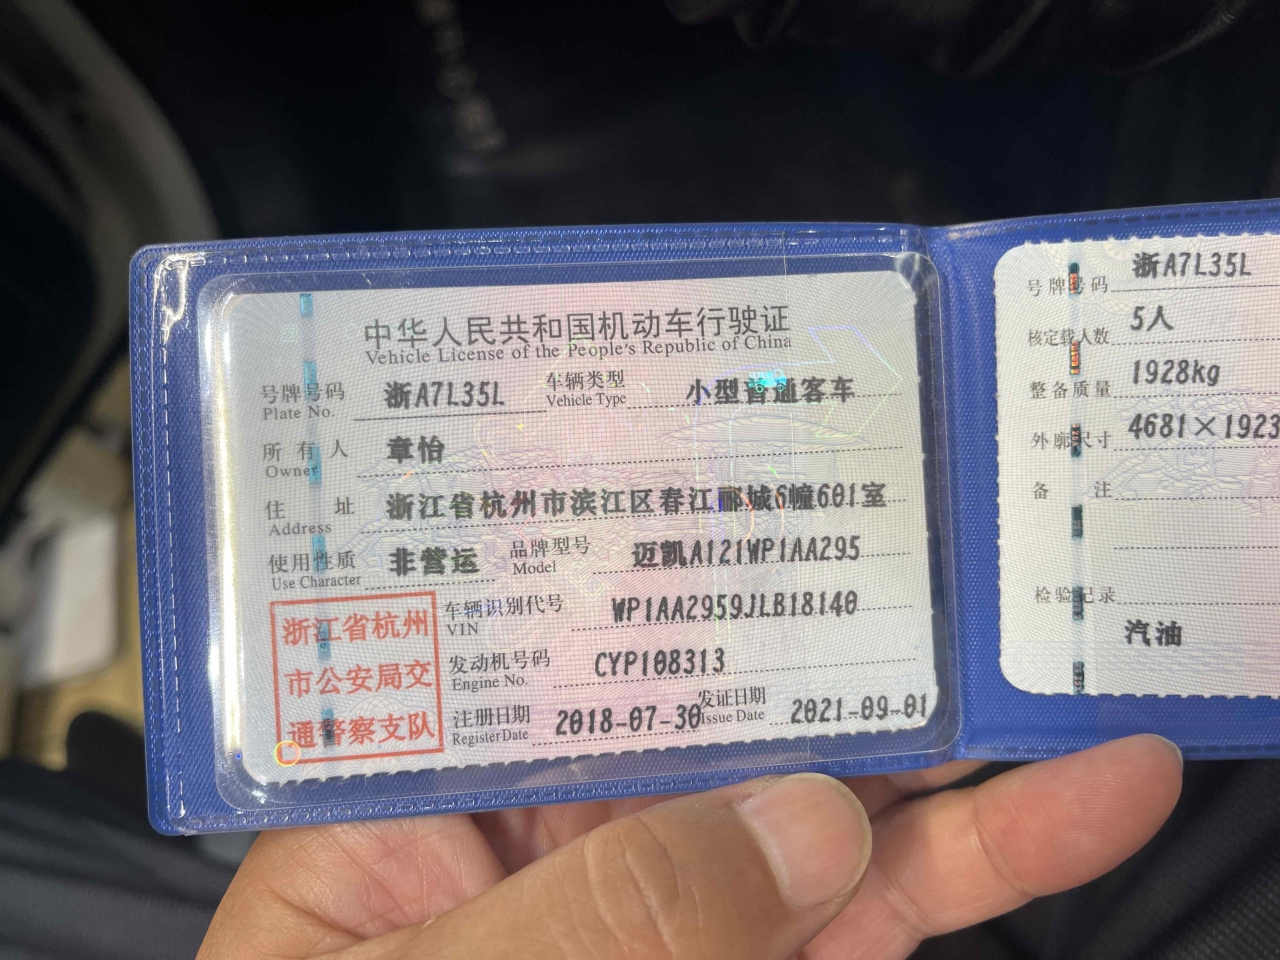 中华人民共和国机动车行驶证
Vehicle License of the People's Republic of China
号牌号码 浙A7L35L 车辆类型 小型普通客车
Plate No. Vehicle Type
所有人 章怡
Owner
住址 浙江省杭州市滨江区春江郦城6幢601室
Address
使用性质 非营运 品牌型号 迈凯A121WP1AA295
Use Character Model
浙江省杭州
市公安局交
通警察支队
车辆识别代号 WP1AA2959JLB18140
VIN
发动机号码 CYP108313
Engine No.
注册日期 2018-07-30 发证日期 2021-09-01
Register Date Issue Date
号牌号码 浙A7L35L
核定载人数 5人
整备质量 1928kg
外廓尺寸 4681×1923
备注
检验记录
汽油